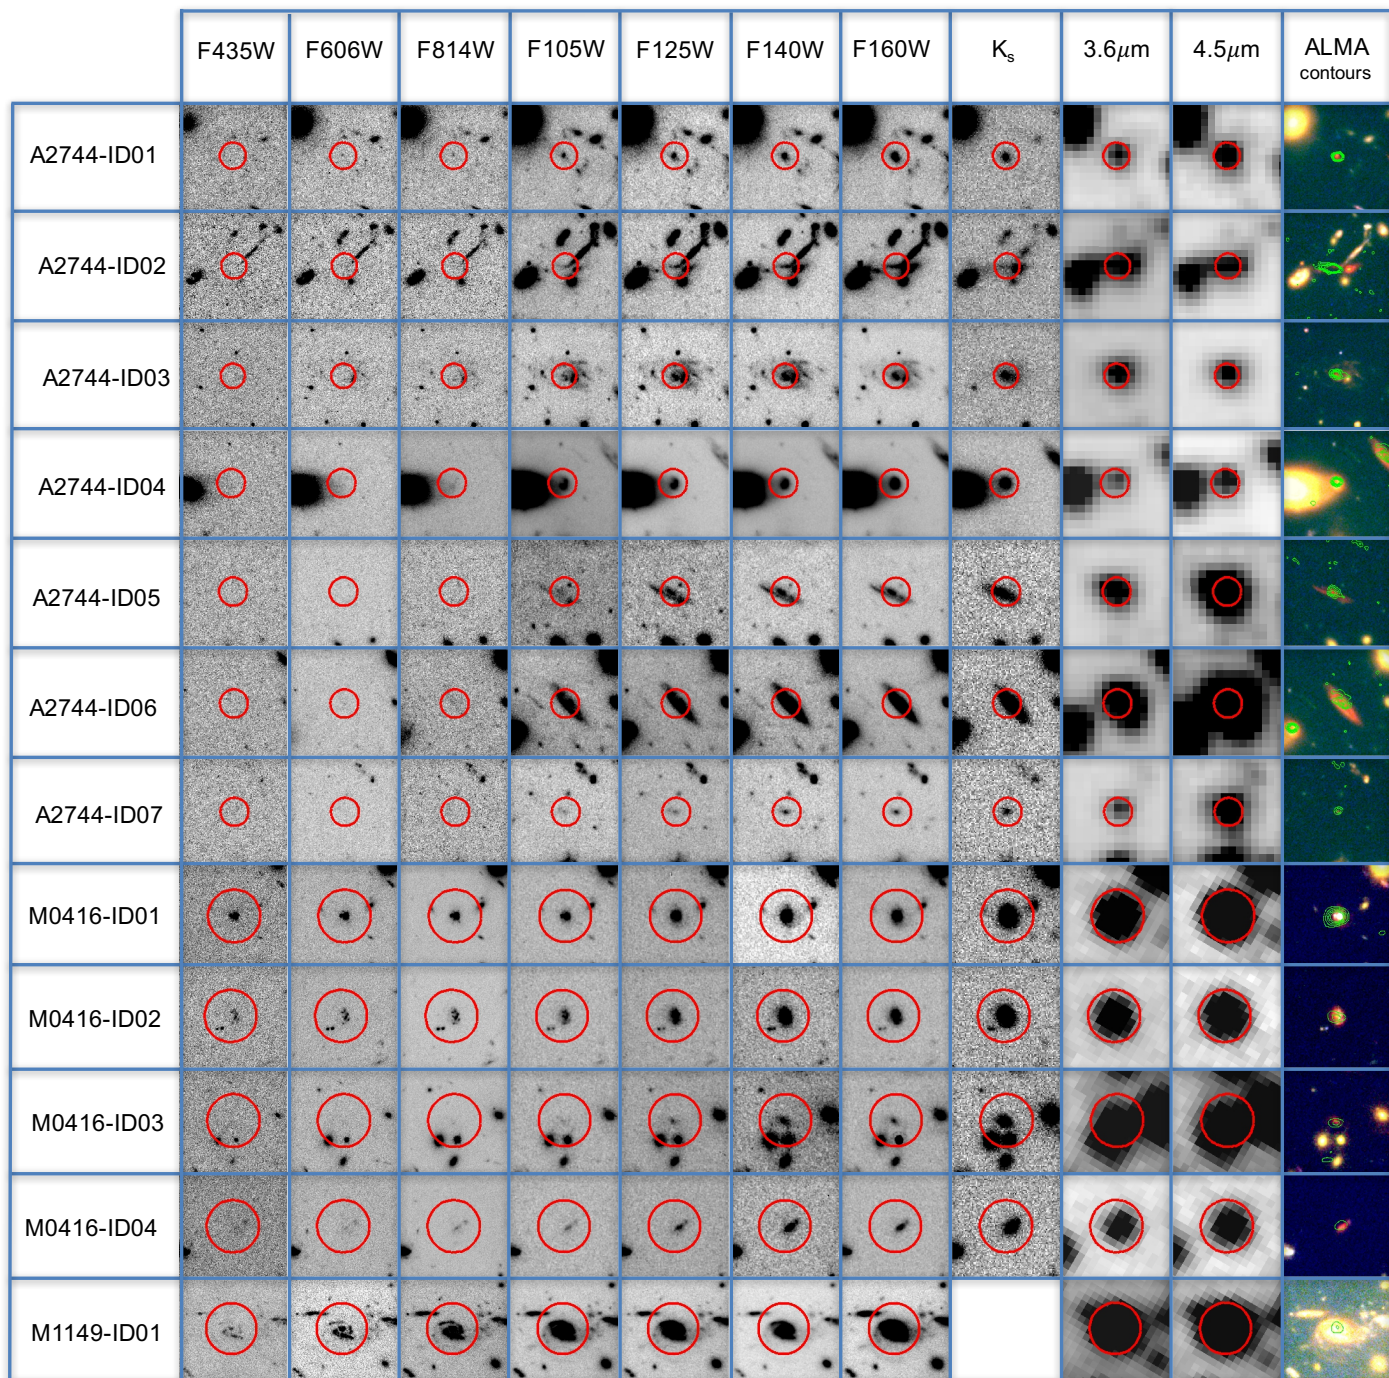 F435W F606W F814W F105W F125W F140W F160W Ks 3.6μm 4.5μm ALMA
contours
A2744-ID01
A2744-ID02
A2744-ID03
A2744-ID04
A2744-ID05
A2744-ID06
A2744-ID07
M0416-ID01
M0416-ID02
M0416-ID03
M0416-ID04
M1149-ID01